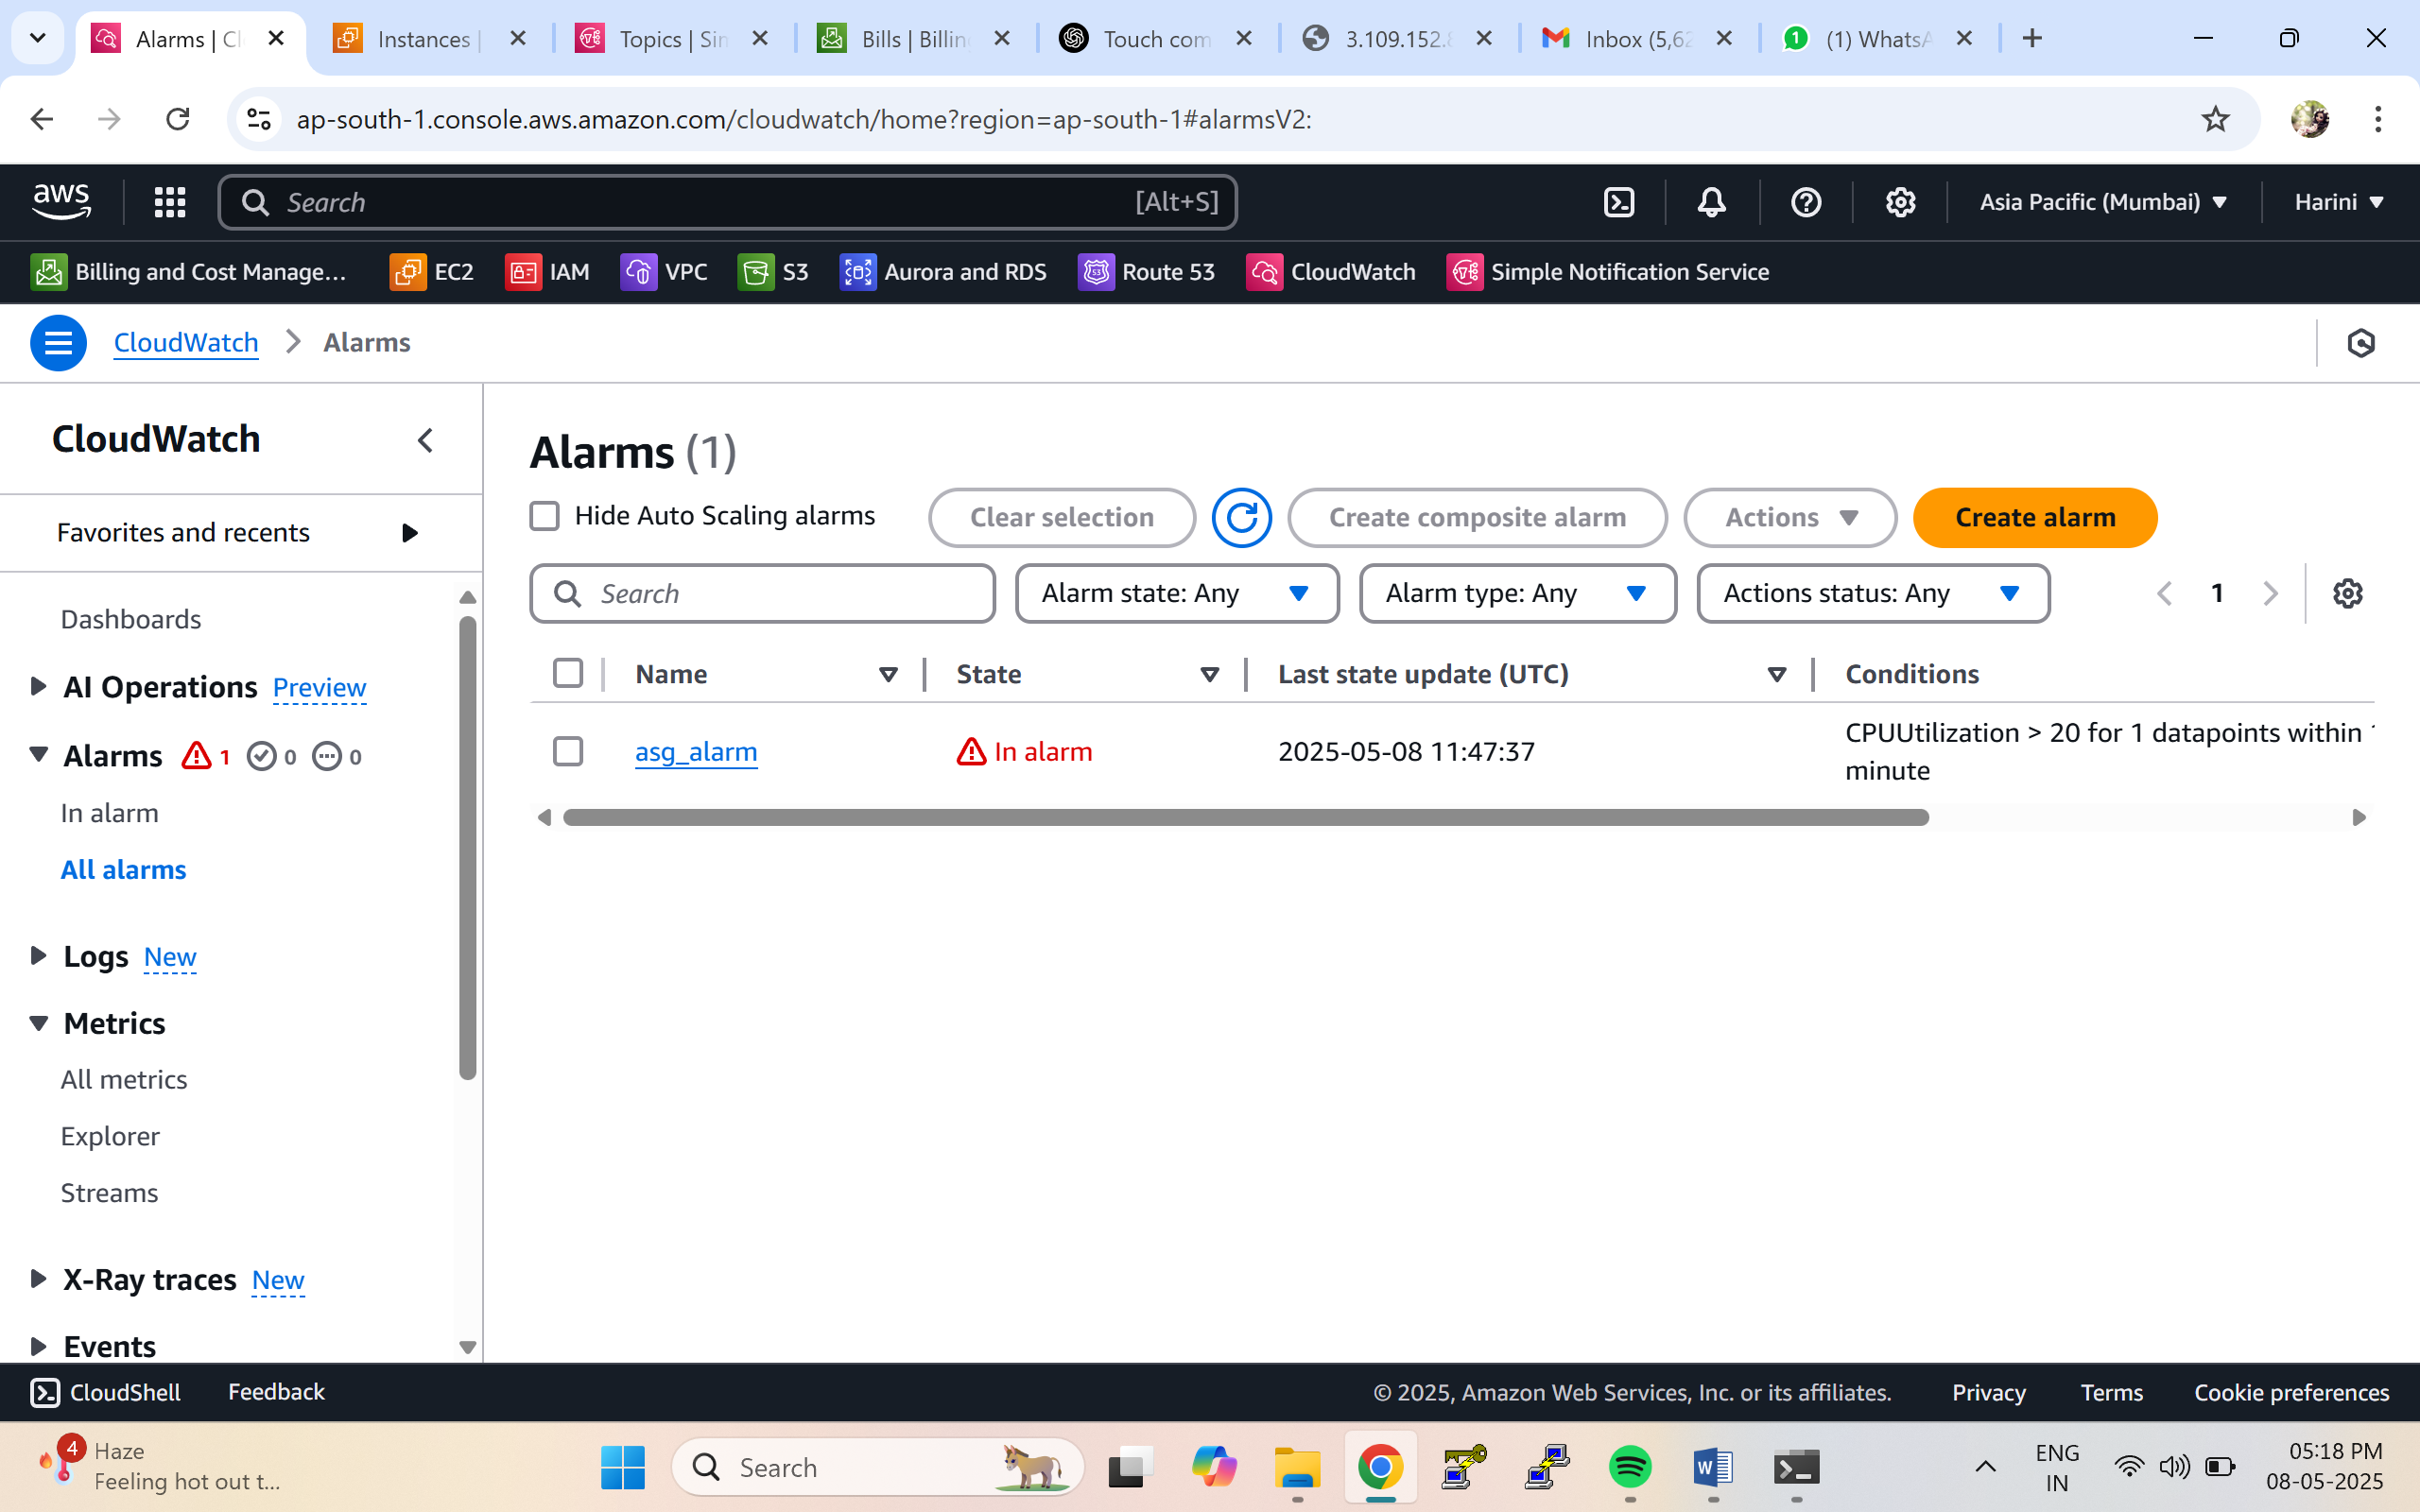 Alarms | Cl
Instances |
Topics | Sin
Bills | Billin
Touch com
3.109.152.8
Inbox (5,62
1
(1) WhatsA
ap-south-1.console.aws.amazon.com/cloudwatch/home?region=ap-south-1#alarmsV2:
aws
Search
[Alt+S]
Asia Pacific (Mumbai)
Harini
Billing and Cost Manage...
EC2
IAM
VPC
S3
Aurora and RDS
Route 53
CloudWatch
Simple Notification Service
CloudWatch
Alarms
CloudWatch
Favorites and recents
Dashboards
AI Operations Preview
Alarms 1 0 0
In alarm
All alarms
Logs New
Metrics
All metrics
Explorer
Streams
X-Ray traces New
Events
Alarms (1)
Hide Auto Scaling alarms
Clear selection
Create composite alarm
Actions
Create alarm
Search
Alarm state: Any
Alarm type: Any
Actions status: Any
1
Name
State
Last state update (UTC)
Conditions
asg_alarm
In alarm
2025-05-08 11:47:37
CPUUtilization > 20 for 1 datapoints within
minute
CloudShell
Feedback
© 2025, Amazon Web Services, Inc. or its affiliates.
Privacy
Terms
Cookie preferences
4
Haze
Feeling hot out t...
Search
ENG
IN
05:18 PM
08-05-2025